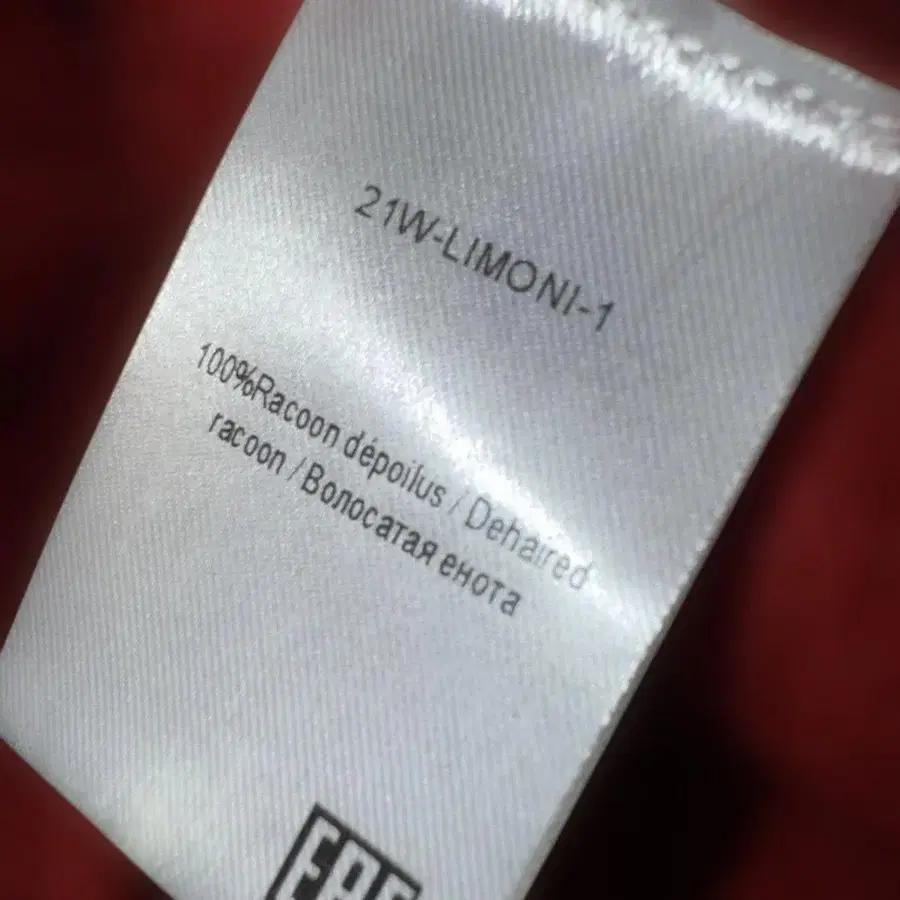 21W-LIMONI-1
100%Racoon dépoilus / Dehaired
racoon / Волосатая енота